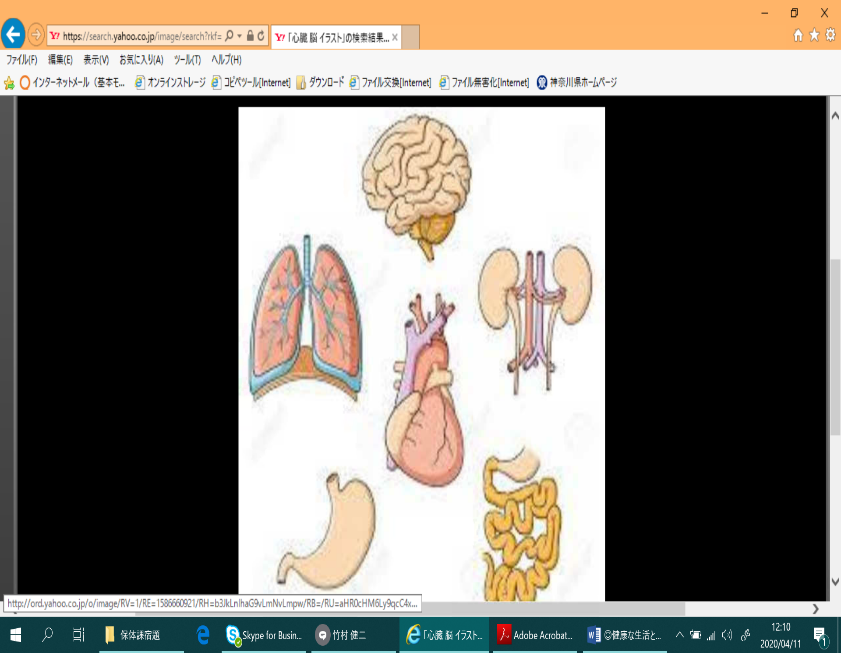 https://search.yahoo.co.jp/image/search?rkf=
「心臓 脳 イラスト」の検索結果...
ファイル(F) 編集(E) 表示(V) お気に入り(A) ツール(T) ヘルプ(H)
インターネットメール (基本モ... オンラインストレージ コピペツール[Internet] ダウンロード ファイル交換[Internet] ファイル無害化[Internet] 神奈川県ホームページ
http://ord.yahoo.co.jp/o/image/RV=1/RE=1586660921/RH=b3JkLnlhaG9vLmNvLmpw/RB=/RU=aHR0cHM6Ly9qcC4x...
保体課宿題 Skype for Busin... 竹村 健二 「心臓 脳 イラスト... Adobe Acrobat... ◎健康な生活と...
12:10
2020/04/11